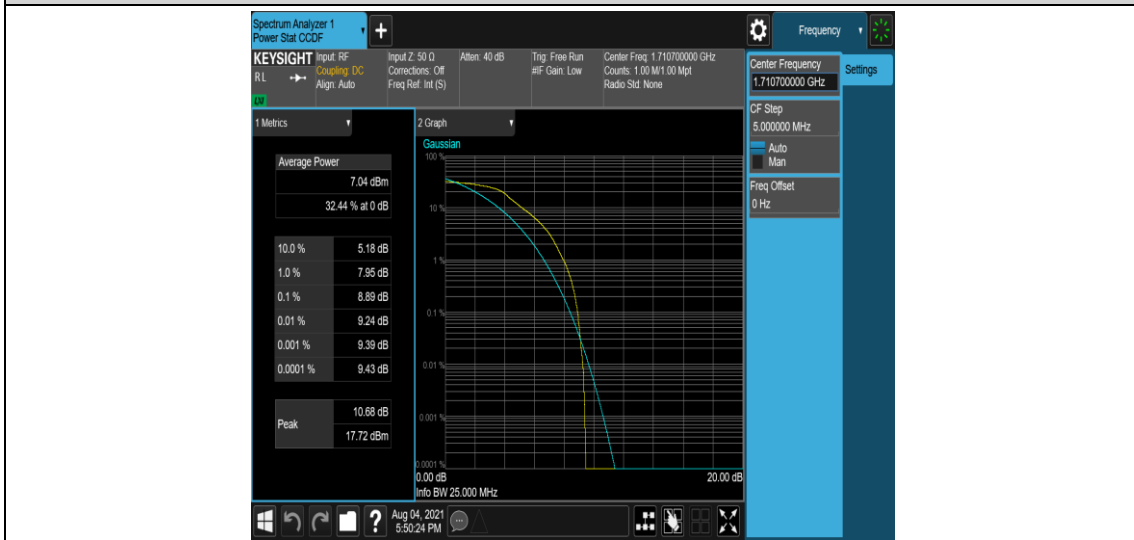 Spectrum Analyzer 1
Power Stat CCDF
+
Frequency
KEYSIGHT
RL
LXI
Input: RF
Coupling: DC
Align: Auto
Input Z: 50 Ω
Corrections: Off
Freq Ref: Int (S)
Atten: 40 dB
Trig: Free Run
#IF Gain: Low
Center Freq: 1.710700000 GHz
Counts: 1.00 M/1.00 Mpt
Radio Std: None
Center Frequency
1.710700000 GHz
Settings
CF Step
5.000000 MHz
Auto
Man
Freq Offset
0 Hz
1 Metrics
Average Power
7.04 dBm
32.44 % at 0 dB
10.0 % 5.18 dB
1.0 % 7.95 dB
0.1 % 8.89 dB
0.01 % 9.24 dB
0.001 % 9.39 dB
0.0001 % 9.43 dB
Peak
10.68 dB
17.72 dBm
2 Graph
Gaussian
100 %
10 %
1 %
0.1 %
0.01 %
0.001 %
0.0001 %
0.00 dB 20.00 dB
Info BW 25.000 MHz
?
Aug 04, 2021
5:50:24 PM